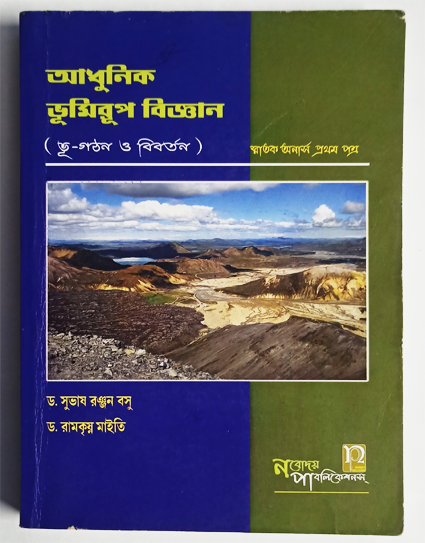 আধুনিক
ভূমিরূপ বিজ্ঞান
( ভূ-গঠন ও বিবর্তন )
স্নাতক অনার্স প্রথম পত্র
ড. সুভাষ রঞ্জন বসু
ড. রামকৃষ্ণ মাইতি
নবোদয়
পাবলিকেশনস্